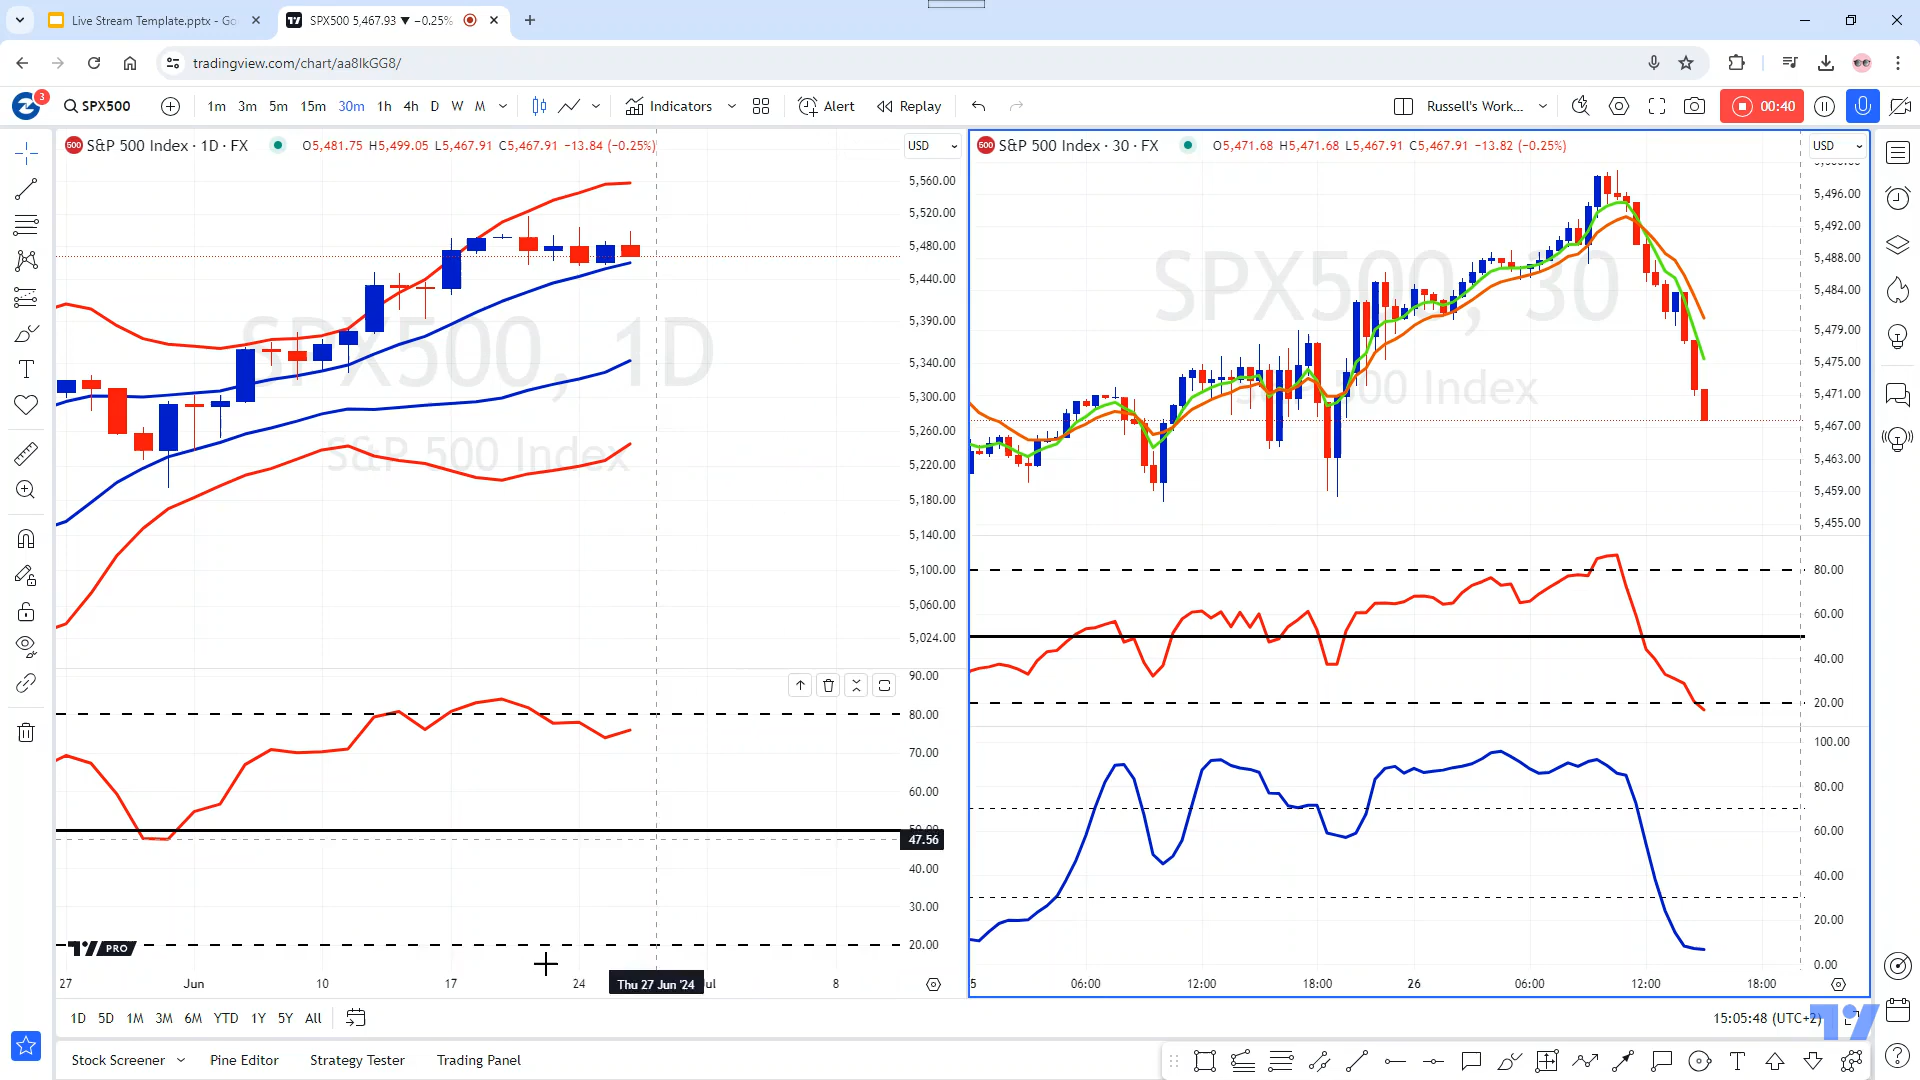 Live Stream Template.pptx - Go
SPX500 5,467.93 ▼ −0.25%
tradingview.com/chart/aa8lkGG8/
3
SPX500
1m 3m 5m 15m 30m 1h 4h D W M
Indicators
Alert
Replay
Russell's Work...
00:40
500 S&P 500 Index · 1D · FX O5,481.75 H5,499.05 L5,467.91 C5,467.91 −13.84 (−0.25%)
USD
5,560.00
5,520.00
5,480.00
5,440.00
5,390.00
5,340.00
5,300.00
5,260.00
5,220.00
5,180.00
5,140.00
5,100.00
5,060.00
5,024.00
SPX500, 1D
S&P 500 Index
90.00
80.00
70.00
60.00
50.00
47.56
40.00
30.00
20.00
PRO
27 Jun 10 17 24 Thu 27 Jun '24 ul 8
500 S&P 500 Index · 30 · FX O5,471.68 H5,471.68 L5,467.91 C5,467.91 −13.82 (−0.25%)
USD
5,496.00
5,492.00
5,488.00
5,484.00
5,479.00
5,475.00
5,471.00
5,467.00
5,463.00
5,459.00
5,455.00
SPX500, 30
S&P 500 Index
80.00
60.00
40.00
20.00
100.00
80.00
60.00
40.00
20.00
0.00
5 06:00 12:00 18:00 26 06:00 12:00 18:00
1D 5D 1M 3M 6M YTD 1Y 5Y All
15:05:48 (UTC+2)
Stock Screener Pine Editor Strategy Tester Trading Panel